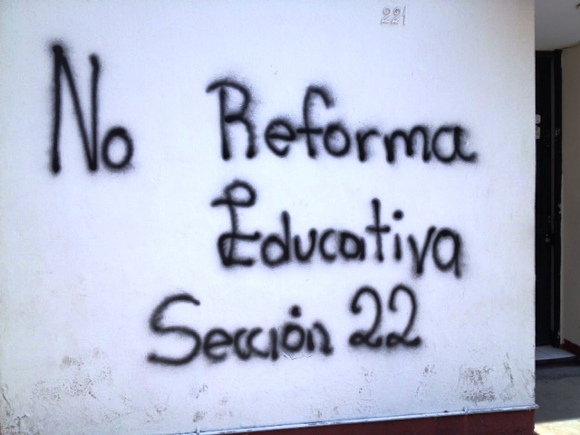 221
No Reforma
Educativa
Sección 22